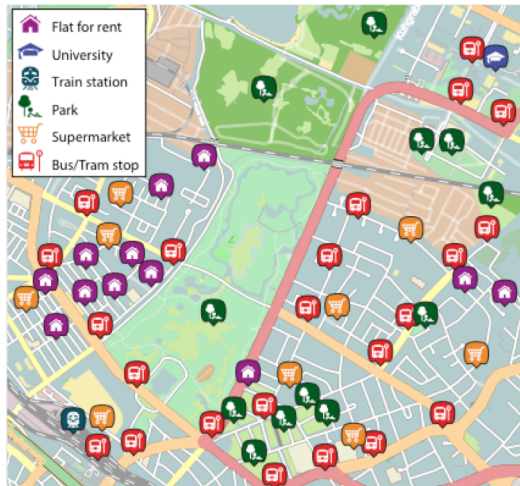 Flat for rent
University
Train station
Park
Supermarket
Bus/Tram stop